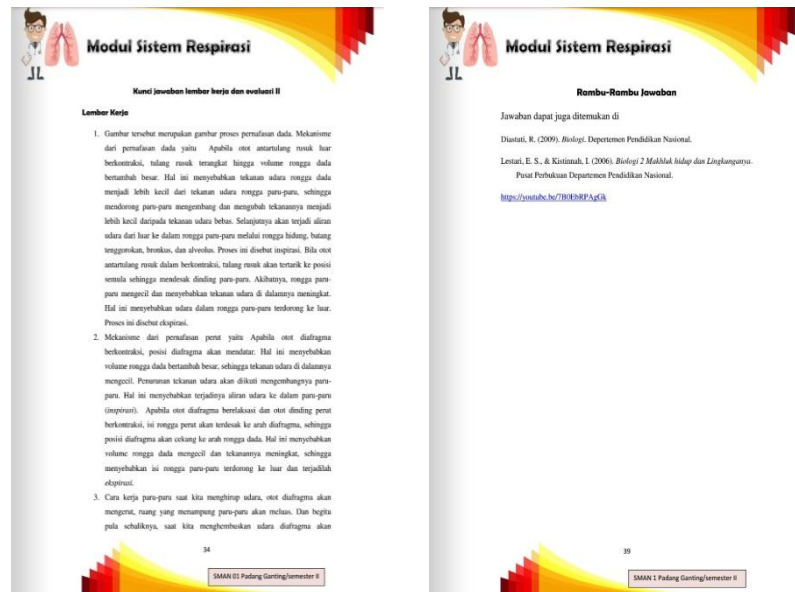 Modul Sistem Respirasi
Kunci jawaban lembar kerja dan evaluasi II
Lembar Kerja
1. Gambar tersebut merupakan gambar proses pernafasan dada. Mekanisme
dari pernafasan dada yaitu Apabila otot antartulang rusuk luar
berkontraksi, tulang rusuk terangkat hingga volume rongga dada
bertambah besar. Hal ini menyebabkan tekanan udara rongga dada
menjadi lebih kecil dari tekanan udara rongga paru-paru, sehingga
mendorong paru-paru mengembang dan mengubah tekanannya menjadi
lebih kecil daripada tekanan udara bebas. Selanjutnya akan terjadi aliran
udara dari luar ke dalam rongga paru-paru melalui rongga hidung, batang
tenggorokan, bronkus, dan alveolus. Proses ini disebut inspirasi. Bila otot
antartulang rusuk dalam berkontraksi, tulang rusuk akan tertarik ke posisi
semula sehingga mendesak dinding paru-paru. Akibatnya, rongga paru-
paru mengecil dan menyebabkan tekanan udara di dalamnya meningkat.
Hal ini menyebabkan udara dalam rongga paru-paru terdorong ke luar.
Proses ini disebut ekspirasi.
2. Mekanisme dari pernafasan perut yaitu Apabila otot diafragma
berkontraksi, posisi diafragma akan mendatar. Hal ini menyebabkan
volume rongga dada bertambah besar, sehingga tekanan udara di dalamnya
mengecil. Penurunan tekanan udara akan diikuti mengembangnya paru-
paru. Hal ini menyebabkan terjadinya aliran udara ke dalam paru-paru
(inspirasi). Apabila otot diafragma berelaksasi dan otot dinding perut
berkontraksi, isi rongga perut akan terdesak ke arah diafragma, sehingga
posisi diafragma akan cekung ke arah rongga dada. Hal ini menyebabkan
volume rongga dada mengecil dan tekanannya meningkat, sehingga
menyebabkan isi rongga paru-paru terdorong ke luar dan terjadilah
ekspirasi.
3. Cara kerja paru-paru saat kita menghirup udara, otot diafragma akan
mengerut, ruang yang menampung paru-paru akan meluas. Dan begitu
pula sebaliknya, saat kita menghembuskan udara diafragma akan
34
SMAN 01 Padang Ganting/semester II
Modul Sistem Respirasi
Rambu-Rambu Jawaban
Jawaban dapat juga ditemukan di
Diastuti, R. (2009). Biologi. Depertemen Pendidikan Nasional.
Lestari, E. S., & Kistinnah, I. (2006). Biologi 2 Makhluk hidup dan Lingkunganya.
Pusat Perbukuan Departemen Pendidikan Nasional.
https://youtube.be/7B0EbRPAgGk
39
SMAN 1 Padang Ganting/semester II